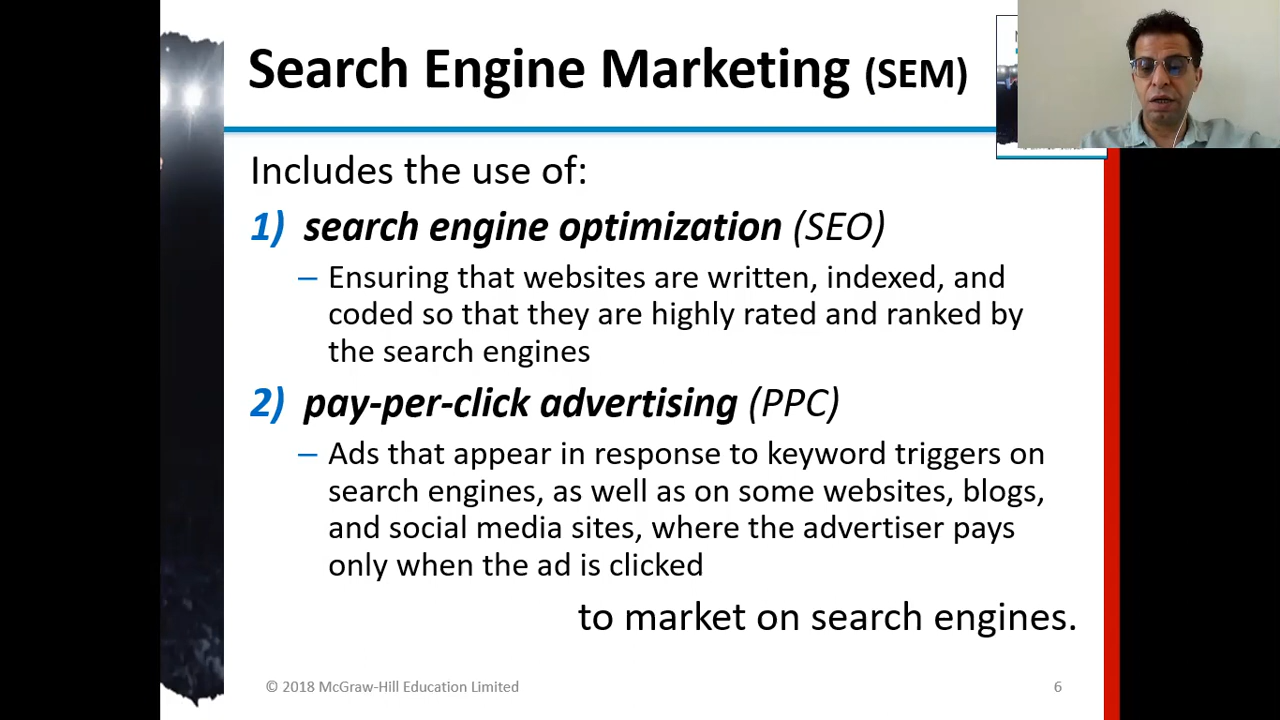 Search Engine Marketing (SEM)
Includes the use of:
1) search engine optimization (SEO)
– Ensuring that websites are written, indexed, and
coded so that they are highly rated and ranked by
the search engines
2) pay-per-click advertising (PPC)
– Ads that appear in response to keyword triggers on
search engines, as well as on some websites, blogs,
and social media sites, where the advertiser pays
only when the ad is clicked
to market on search engines.
© 2018 McGraw-Hill Education Limited
6